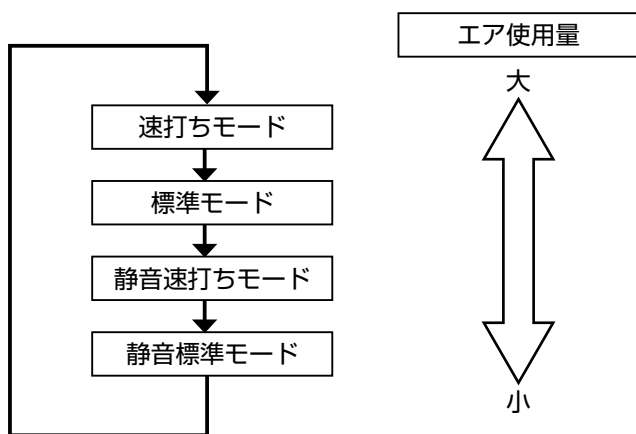 エア使用量
大
速打ちモード
標準モード
静音速打ちモード
静音標準モード
小